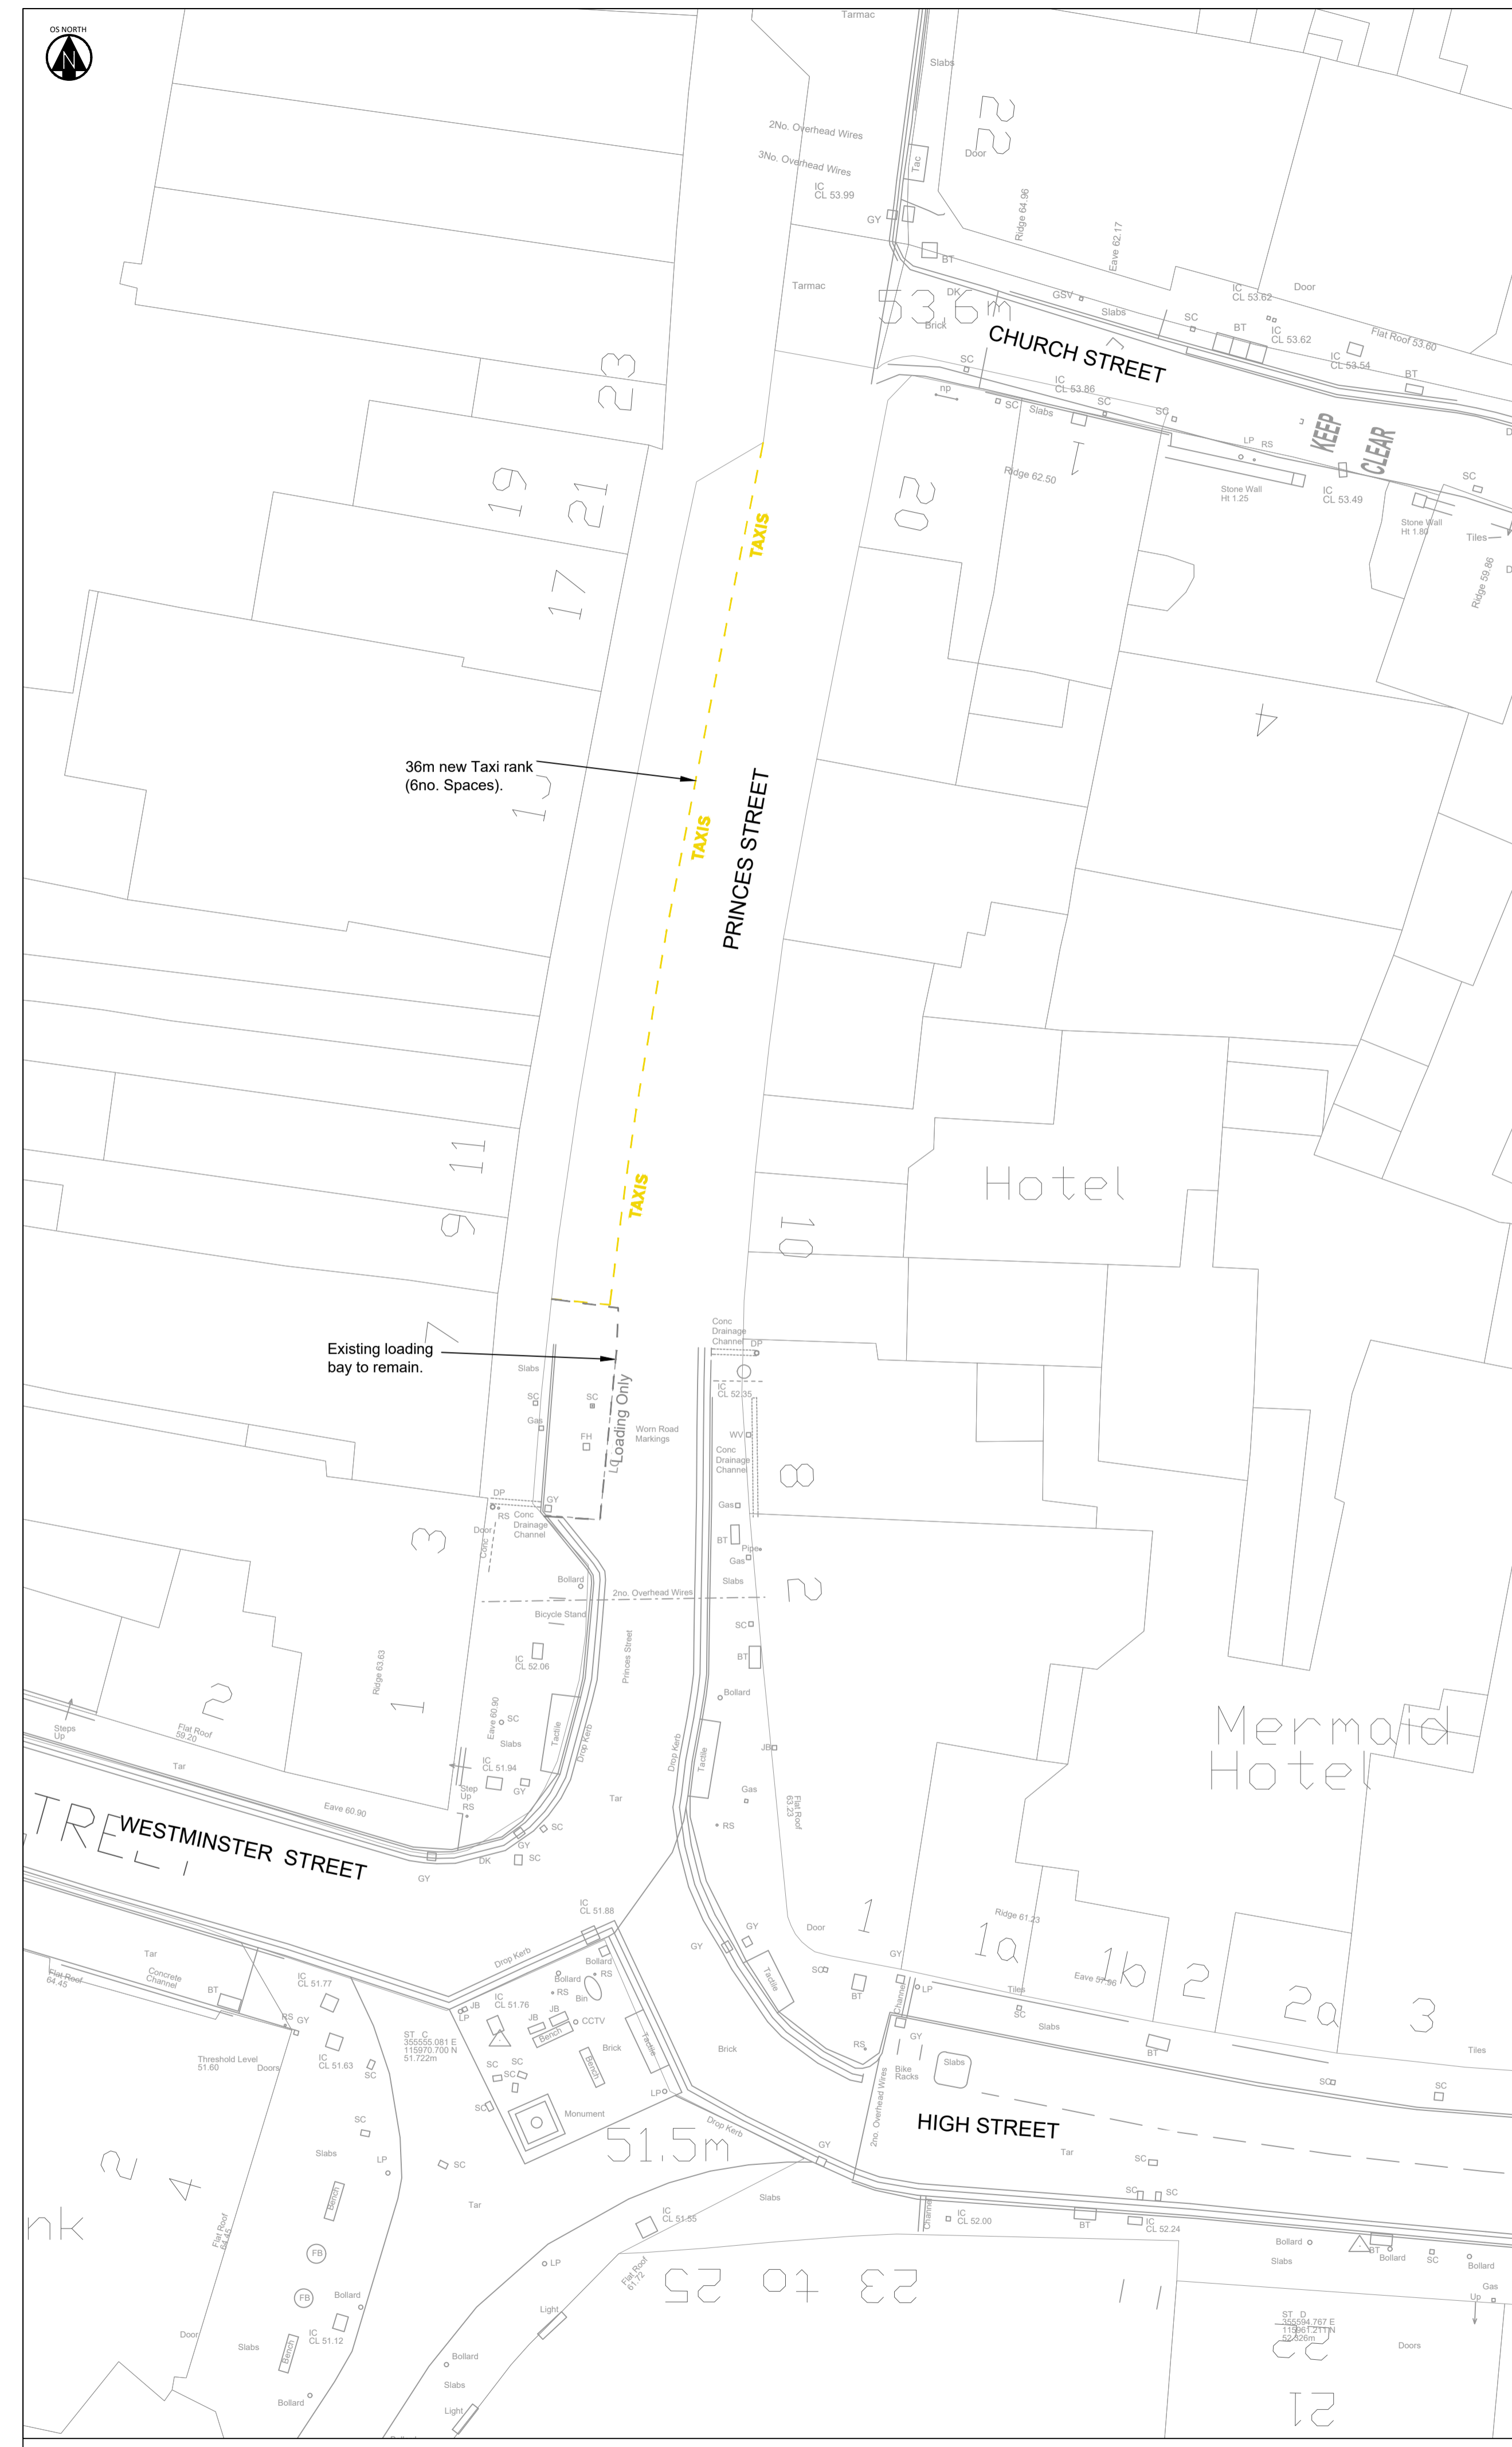 OS NORTH
N
Tarmac
Slabs
22
2No. Overhead Wires
Door
3No. Overhead Wires
Tac
IC
CL 53.99
Ridge 64.96
GY
Eave 62.17
BT
Tarmac
53.6m
DK
Brick
GSV
Slabs
IC
CL 53.62
Door
SC
BT
IC
CL 53.62
Flat Roof 53.60
CHURCH STREET
IC
CL 53.54
BT
SC
IC
CL 53.86
np
SC
Slabs
SC
SC
KEEP
CLEAR
LP
RS
23
1
Ridge 62.50
Stone Wall
Ht 1.25
IC
CL 53.49
SC
Stone Wall
Ht 1.80
Tiles
D
D
19
21
20
TAXIS
17
Ridge 59.86
4
36m new Taxi rank
(6no. Spaces).
TAXIS
PRINCES STREET
11
Hotel
TAXIS
9
10
7
Existing loading
bay to remain.
Conc
Drainage
Channel
DP
Slabs
IC
CL 52.35
SC
SC
Gas
FH
Loading Only
Worn Road
Markings
WV
Conc
Drainage
Channel
8
DP
GY
RS
Conc
Drainage
Channel
Door
Conc
3
Gas
BT
Pipe
Gas
Bollard
2no. Overhead Wires
Slabs
2
Bicycle Stand
SC
IC
CL 52.06
Princes Street
BT
Ridge 63.63
1
2
Eave 60.90
SC
Slabs
Bollard
Mermaid
Hotel
Steps
Up
Flat Roof
59.20
Tactile
Drop Kerb
Drop Kerb
Tactile
JB
Tar
IC
CL 51.94
GY
Step
Up
RS
Gas
Tar
Flat Roof
63.23
Eave 60.90
RS
WESTMINSTER STREET
SC
GY
DK
SC
GY
IC
CL 51.88
Door
1
Ridge 61.23
1a
1b
2
2a
3
Tar
Concrete
Channel
Flat Roof
64.45
Drop Kerb
GY
GY
GY
Tactile
SC
BT
Channel
LP
Eave 57.96
Tiles
SC
Slabs
IC
CL 51.77
BT
Bollard
Bollard
RS
RS
Bin
IC
CL 51.76
JB
LP
JB
JB
Bench
CCTV
RS
GY
ST C
355555.081 E
115970.700 N
51.722m
Brick
Tactile
Brick
RS
GY
Bike
Racks
Slabs
BT
Tiles
Threshold Level
51.60
Doors
IC
CL 51.63
SC
SC
SC
SC
Bench
LP
SC
SC
SC
Monument
2no. Overhead Wires
51.5m
Drop Kerb
HIGH STREET
SC
Slabs
LP
SC
GY
Tar
SC
2
4
Bench
Tar
Slabs
SC
SC
nk
Flat Roof
64.45
IC
CL 51.55
Channel
IC
CL 52.00
BT
IC
CL 52.24
FB
LP
Flat Roof
61.72
23 to 25
Bollard
Slabs
BT
Bollard
SC
Bollard
FB
Bollard
Light
Gas
Up
IC
CL 51.12
Door
Slabs
Bench
ST D
355594.767 E
115961.211 N
52.326m
22
Doors
Bollard
Slabs
Bollard
Light
21